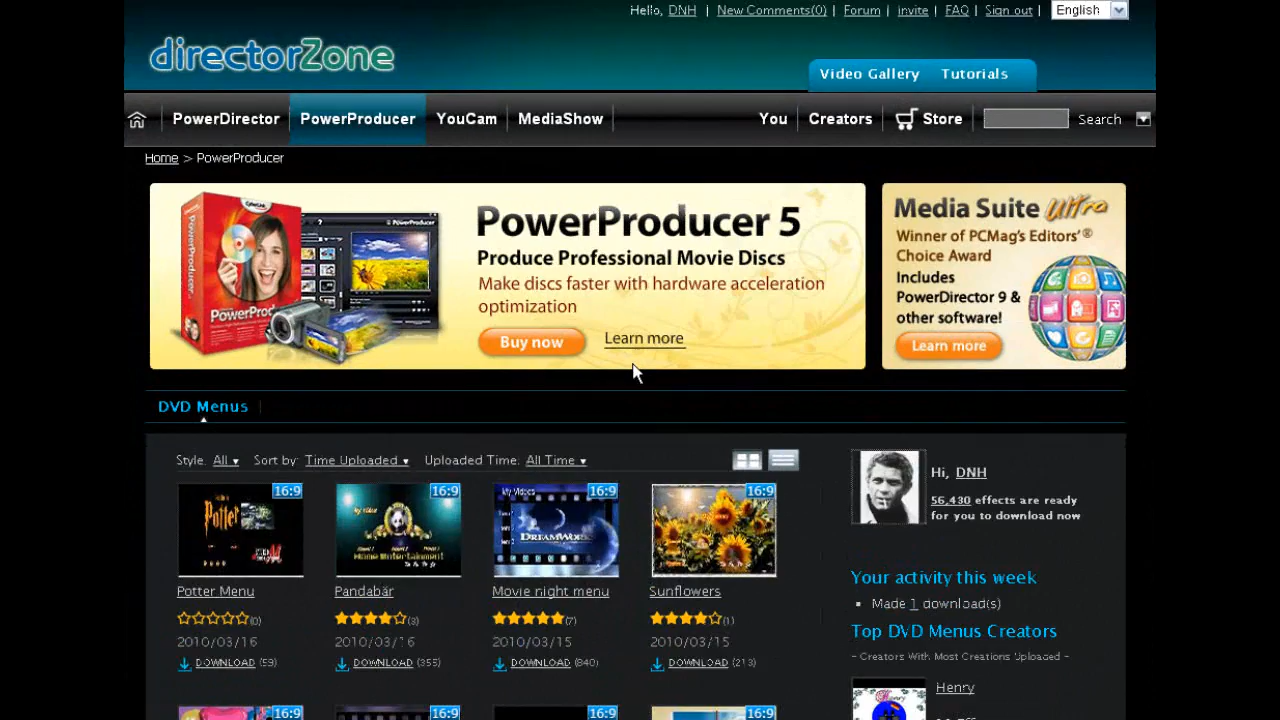 Hello, DNH | New Comments(0) | Forum | invite | FAQ | Sign out | English
directorZone
Video Gallery Tutorials
PowerDirector PowerProducer YouCam MediaShow You Creators Store Search
Home > PowerProducer
PowerProducer 5
Produce Professional Movie Discs
Make discs faster with hardware acceleration
optimization
Buy now Learn more
Media Suite Ultra
Winner of PCMag's Editors'®
Choice Award
Includes
PowerDirector 9 &
other software!
Learn more
DVD Menus
Style: All Sort by: Time Uploaded Uploaded Time: All Time
16:9 16:9 16:9 16:9
Potter Menu Pandabär Movie night menu Sunflowers
(0) (3) (7) (1)
2010/03/16 2010/03/16 2010/03/15 2010/03/15
DOWNLOAD (59) DOWNLOAD (355) DOWNLOAD (840) DOWNLOAD (213)
16:9 16:9 16:9 16:9
Hi, DNH
56,430 effects are ready
for you to download now
Your activity this week
Made 1 download(s)
Top DVD Menus Creators
~ Creators With Most Creations Uploaded ~
Henry